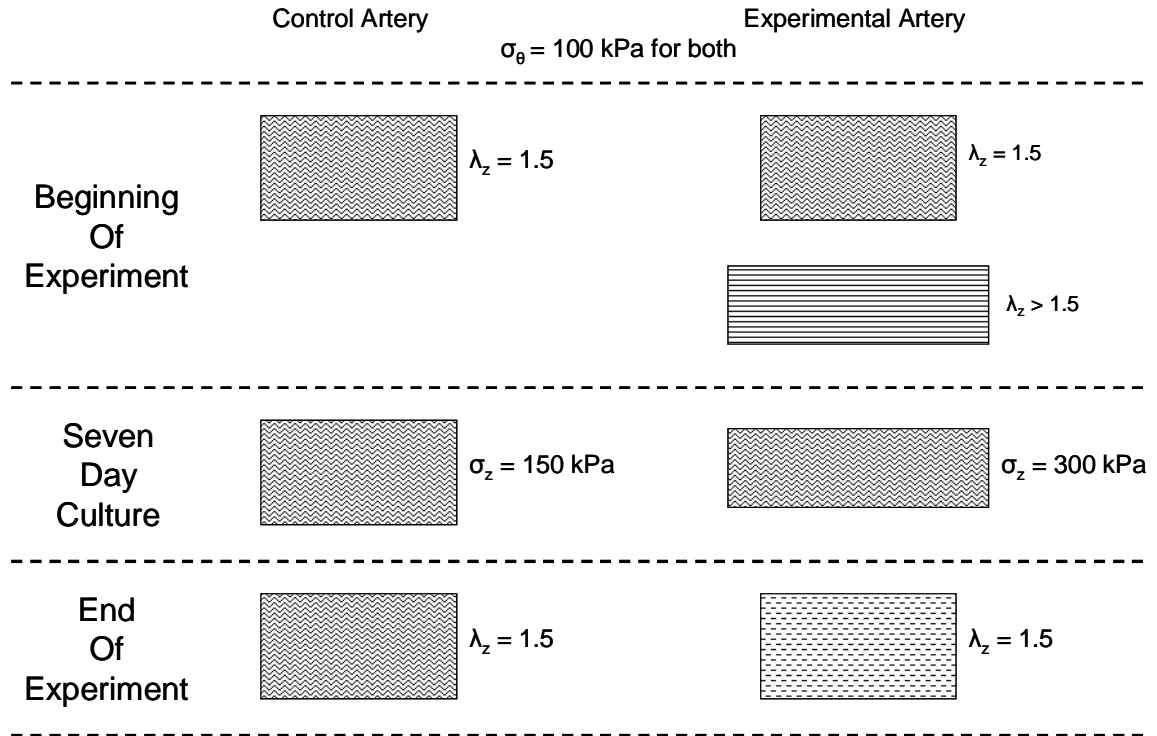 Control Artery
Experimental Artery
σθ = 100 kPa for both
Beginning
Of
Experiment
λz = 1.5
λz = 1.5
λz > 1.5
Seven
Day
Culture
σz = 150 kPa
σz = 300 kPa
End
Of
Experiment
λz = 1.5
λz = 1.5